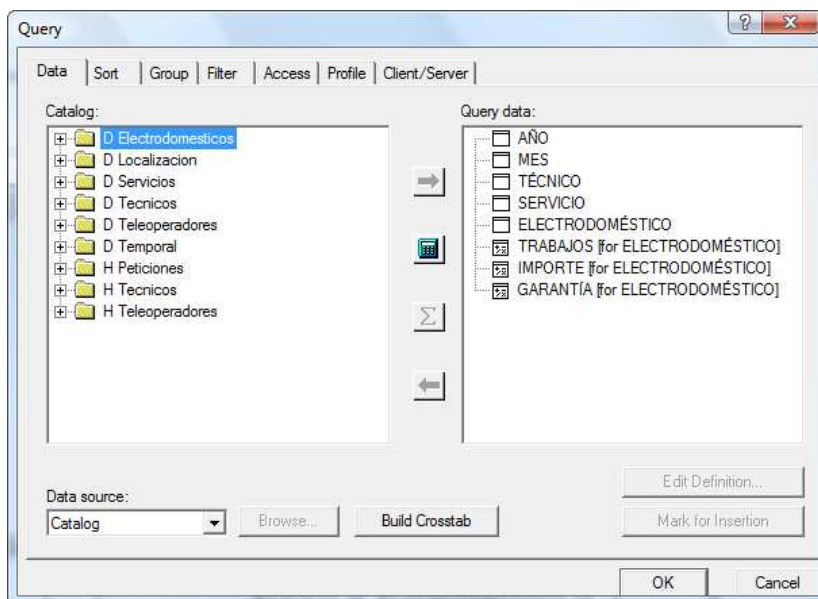 Query
?
Data Sort Group Filter Access Profile Client/Server
Catalog:
D Electrodomesticos
D Localizacion
D Servicios
D Tecnicos
D Teleoperadores
D Temporal
H Peticiones
H Tecnicos
H Teleoperadores
Query data:
AÑO
MES
TÉCNICO
SERVICIO
ELECTRODOMÉSTICO
TRABAJOS [for ELECTRODOMÉSTICO]
IMPORTE [for ELECTRODOMÉSTICO]
GARANTÍA [for ELECTRODOMÉSTICO]
Σ
Data source:
Catalog
Browse...
Build Crosstab
Edit Definition...
Mark for Insertion
OK
Cancel